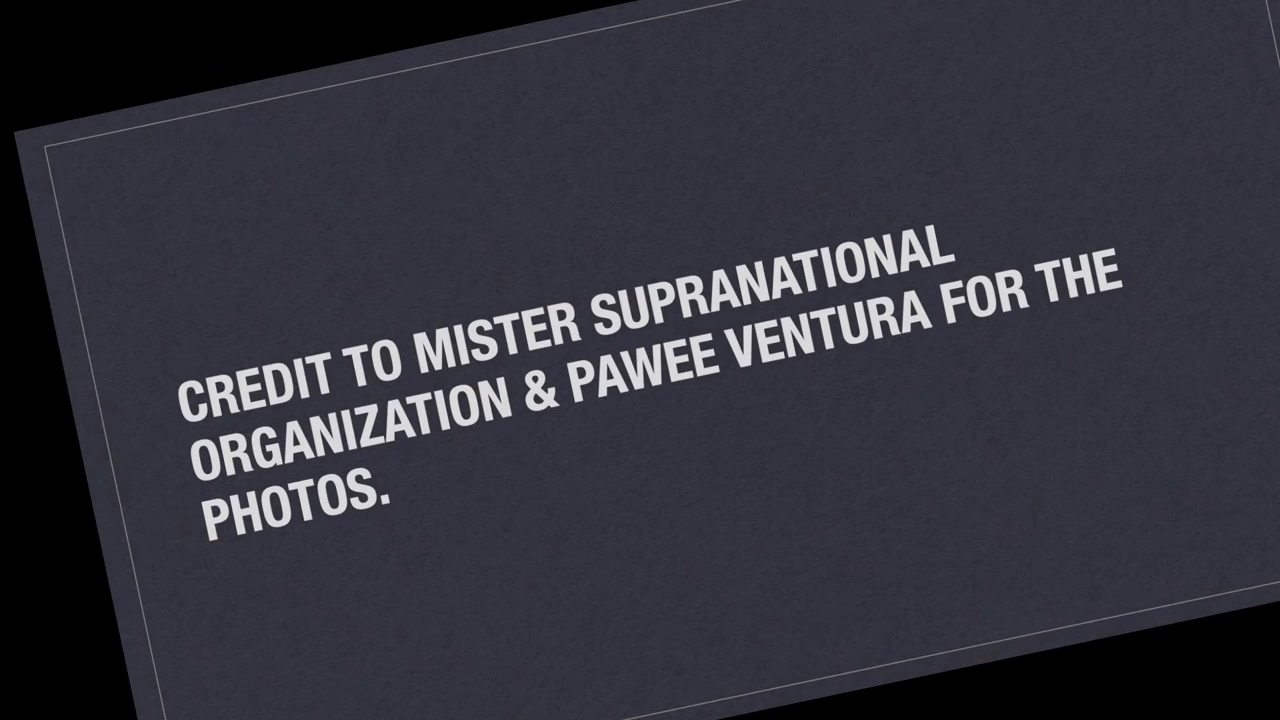 CREDIT TO MISTER SUPRANATIONAL
ORGANIZATION & PAWEE VENTURA FOR THE
PHOTOS.